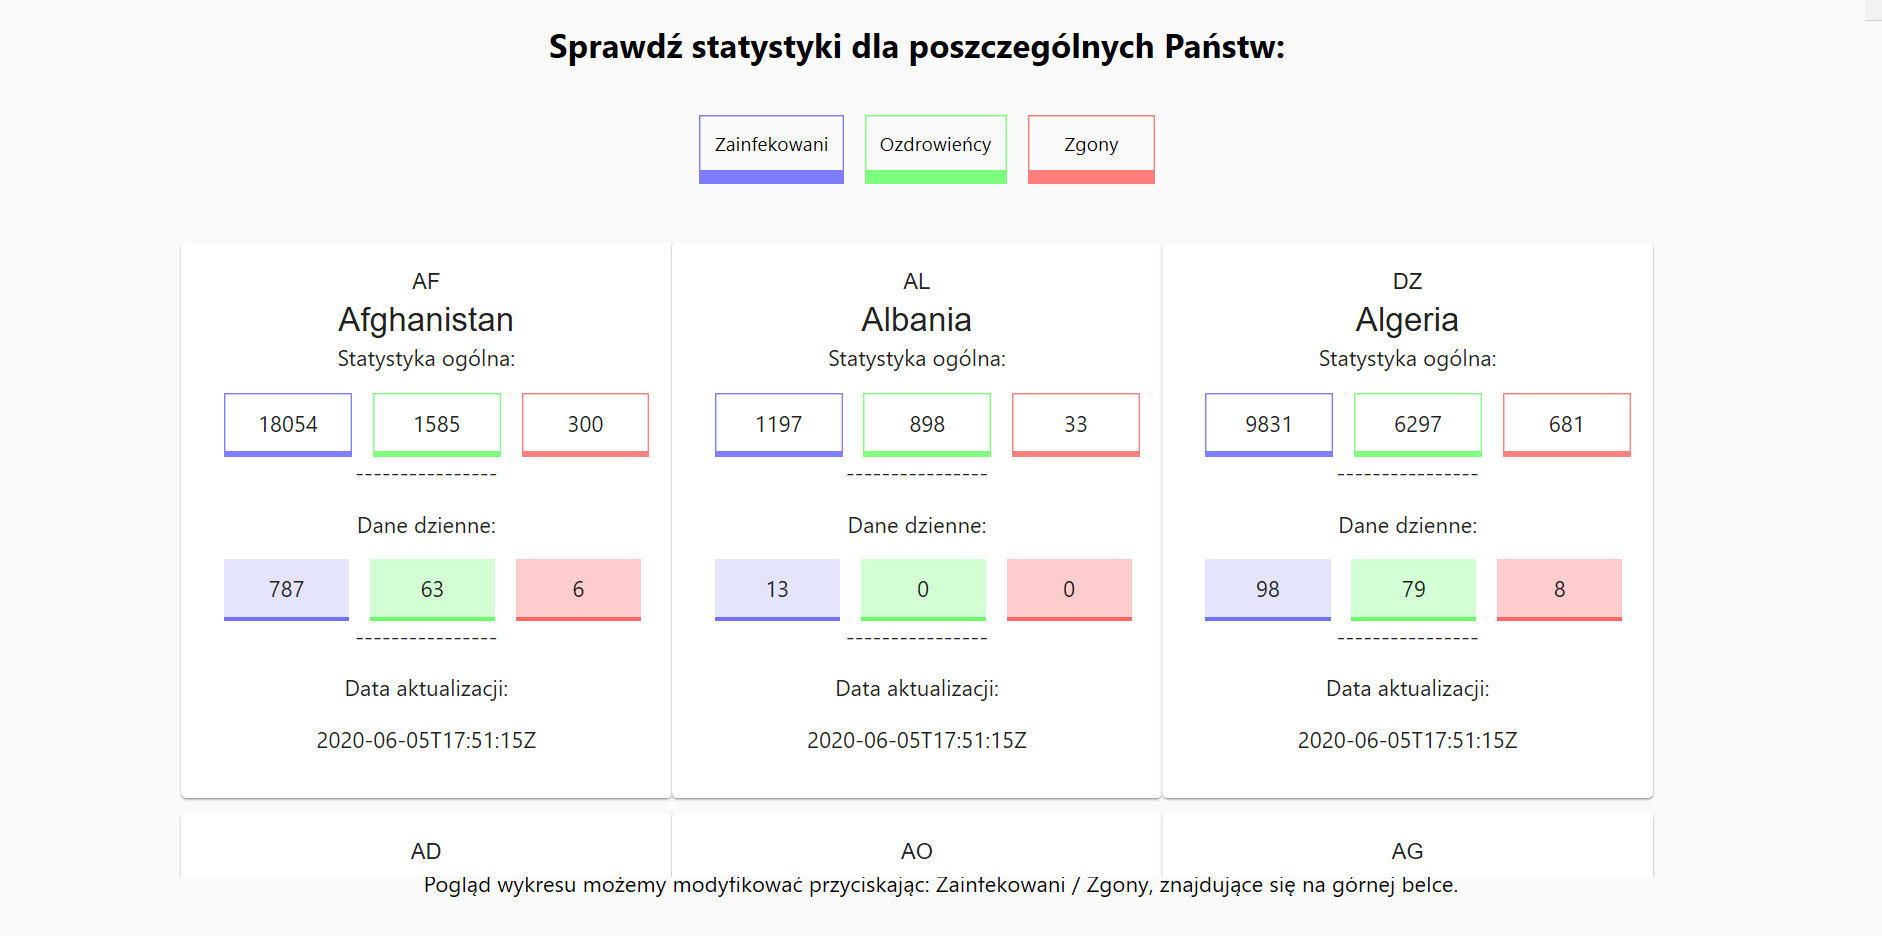 Sprawdź statystyki dla poszczególnych Państw:
Zainfekowani Ozdrowieńcy Zgony
AF
Afghanistan
Statystyka ogólna:
18054 1585 300
----------------
Dane dzienne:
787 63 6
----------------
Data aktualizacji:
2020-06-05T17:51:15Z
AL
Albania
Statystyka ogólna:
1197 898 33
----------------
Dane dzienne:
13 0 0
----------------
Data aktualizacji:
2020-06-05T17:51:15Z
DZ
Algeria
Statystyka ogólna:
9831 6297 681
----------------
Dane dzienne:
98 79 8
----------------
Data aktualizacji:
2020-06-05T17:51:15Z
AD
AO
AG
Pogląd wykresu możemy modyfikować przyciskając: Zainfekowani / Zgony, znajdujące się na górnej belce.